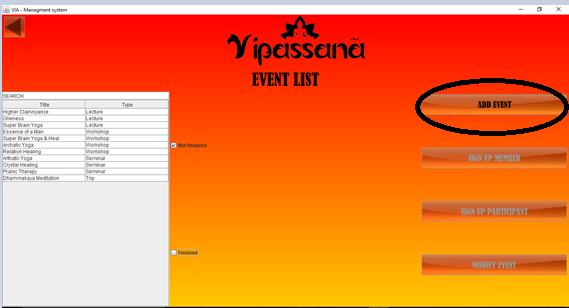 VIA - Managment system
Vipassanā
EVENT LIST
SEARCH
Title Type
Higher Clairvoyance Lecture
Oneness Lecture
Super Brain Yoga Lecture
Essence of a Man Workshop
Super Brain Yoga & Heal Workshop
Archatic Yoga Workshop
Relation Healing Workshop
Arthatic Yoga Seminar
Crystal Healing Seminar
Pranic Therapy Seminar
Dhammakaya Meditation Trip
Not finalized
Finished
ADD EVENT
SIGN UP MEMBER
SIGN UP PARTICIPANT
MODIFY EVENT